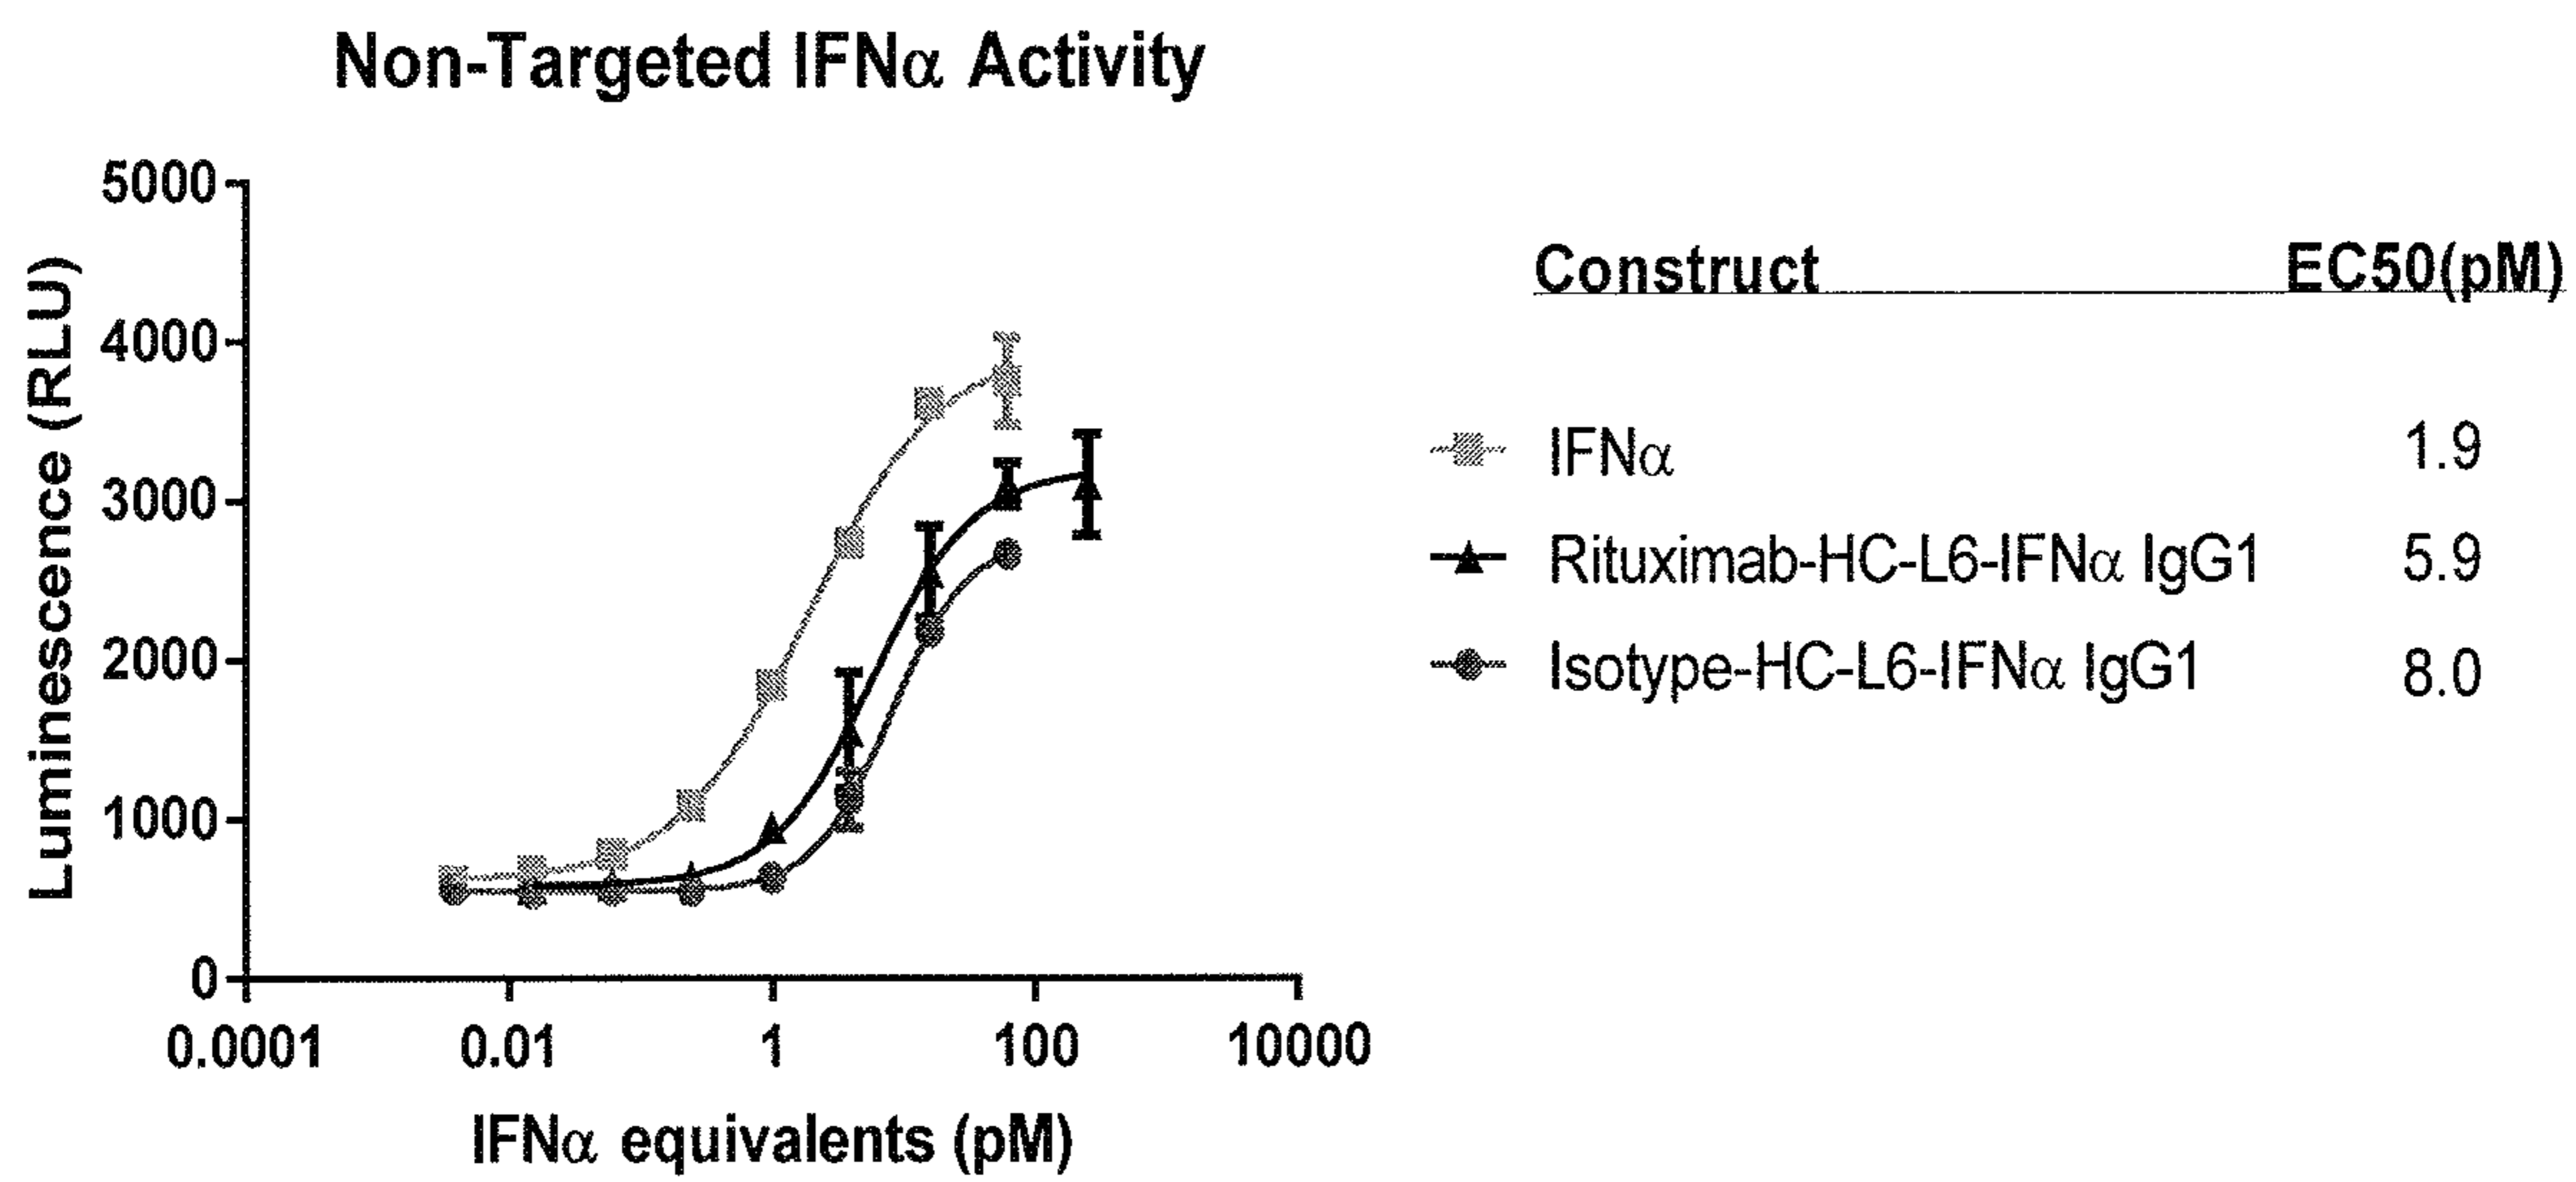 Non-Targeted IFNα Activity
Luminescence (RLU)
5000
4000
3000
2000
1000
0
0.0001 0.01 1 100 10000
IFNα equivalents (pM)
Construct EC50(pM)
IFNα 1.9
Rituximab-HC-L6-IFNα IgG1 5.9
Isotype-HC-L6-IFNα IgG1 8.0